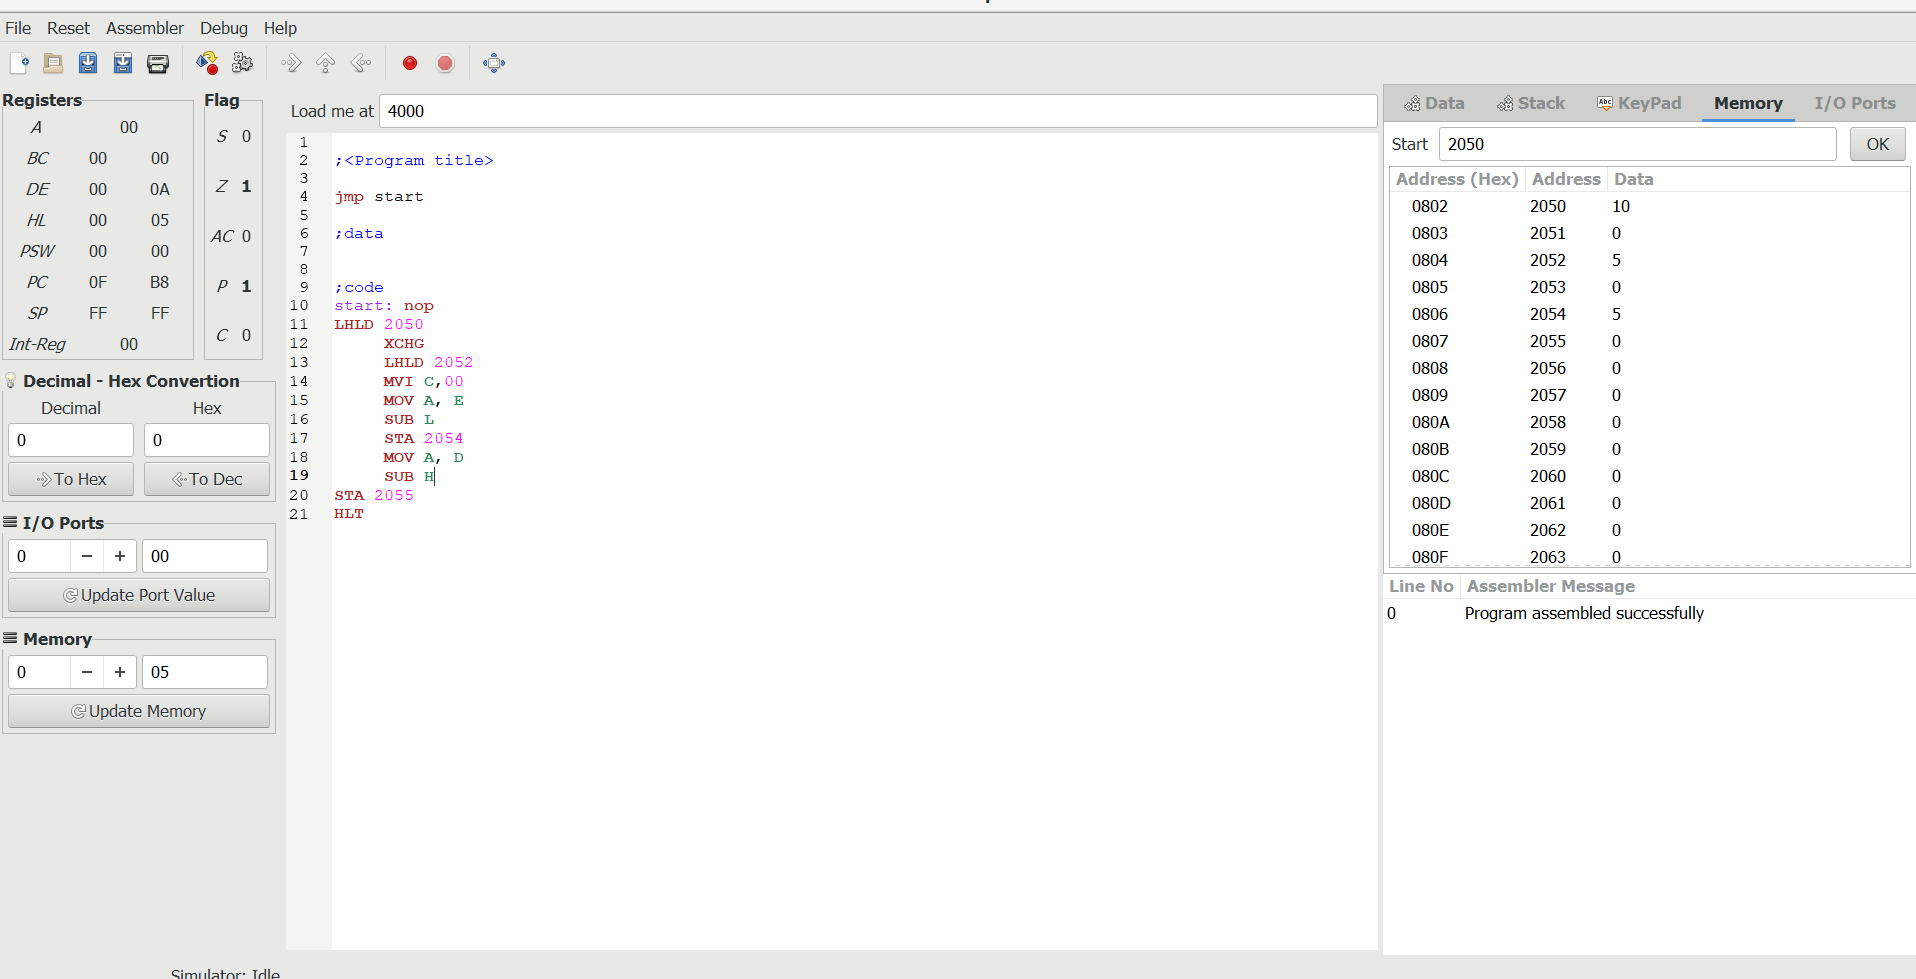 File Reset Assembler Debug Help
Registers
A 00
BC 00 00
DE 00 0A
HL 00 05
PSW 00 00
PC 0F B8
SP FF FF
Int-Reg 00
Flag
S 0
Z 1
AC 0
P 1
C 0
Decimal - Hex Convertion
Decimal Hex
0 0
To Hex To Dec
I/O Ports
0 − + 00
Update Port Value
Memory
0 − + 05
Update Memory
Load me at 4000
1
2 ;<Program title>
3
4 jmp start
5
6 ;data
7
8
9 ;code
10 start: nop
11 LHLD 2050
12 XCHG
13 LHLD 2052
14 MVI C,00
15 MOV A, E
16 SUB L
17 STA 2054
18 MOV A, D
19 SUB H
20 STA 2055
21 HLT
Data Stack Abc KeyPad Memory I/O Ports
Start 2050 OK
Address (Hex) Address Data
0802 2050 10
0803 2051 0
0804 2052 5
0805 2053 0
0806 2054 5
0807 2055 0
0808 2056 0
0809 2057 0
080A 2058 0
080B 2059 0
080C 2060 0
080D 2061 0
080E 2062 0
080F 2063 0
Line No Assembler Message
0 Program assembled successfully
Simulator: Idle